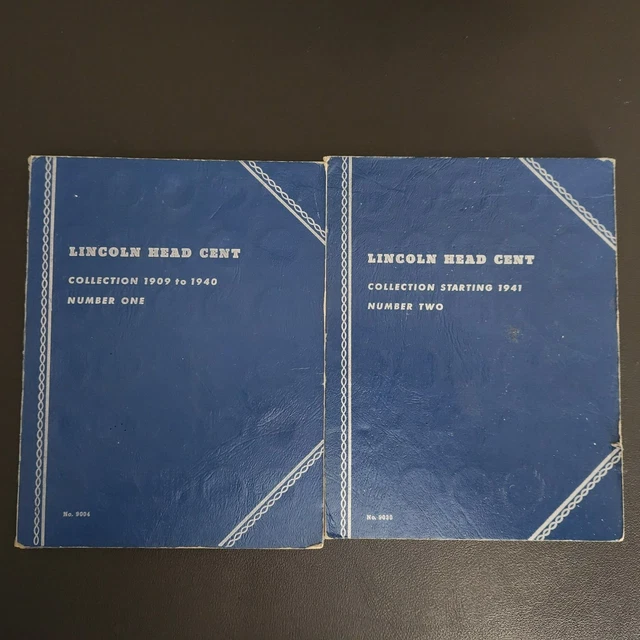 LINCOLN HEAD CENT
COLLECTION 1909 to 1940
NUMBER ONE
No. 9004
LINCOLN HEAD CENT
COLLECTION STARTING 1941
NUMBER TWO
No. 9030